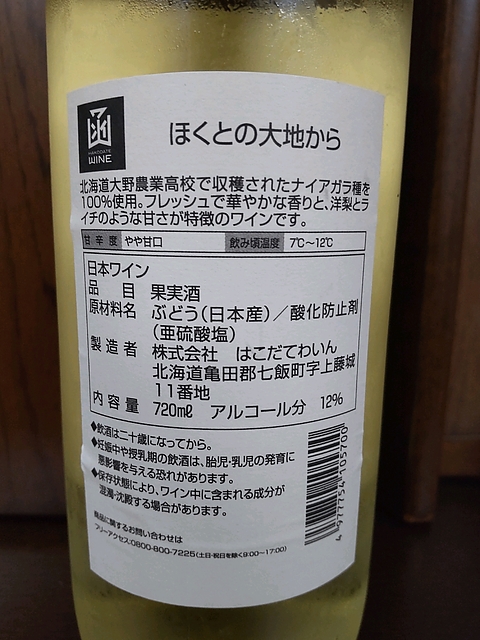 函
HAKODATE
WINE
ほくとの大地から
北海道大野農業高校で収穫されたナイアガラ種を
100%使用。フレッシュで華やかな香りと、洋梨とラ
イチのような甘さが特徴のワインです。
甘辛度 やや甘口 飲み頃温度 7℃〜12℃
日本ワイン
品目 果実酒
原材料名 ぶどう(日本産)/酸化防止剤
(亜硫酸塩)
製造者 株式会社 はこだてわいん
北海道亀田郡七飯町字上藤城
11番地
内容量 720mℓ アルコール分 12%
◆飲酒は二十歳になってから。
◆妊娠中や授乳期の飲酒は、胎児・乳児の発育に
悪影響を与える恐れがあります。
◆保存状態により、ワイン中に含まれる成分が
混濁・沈殿する場合があります。
商品に関するお問い合わせは
フリーアクセス:0800-800-7225(土日・祝日を除く9:00〜17:00)
4 977754 105700